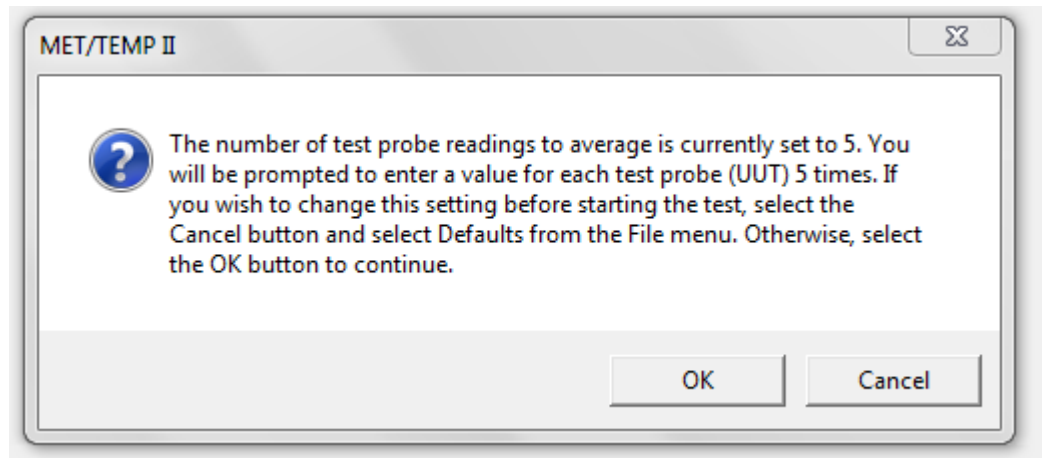 MET/TEMP II
The number of test probe readings to average is currently set to 5. You
will be prompted to enter a value for each test probe (UUT) 5 times. If
you wish to change this setting before starting the test, select the
Cancel button and select Defaults from the File menu. Otherwise, select
the OK button to continue.
OK
Cancel